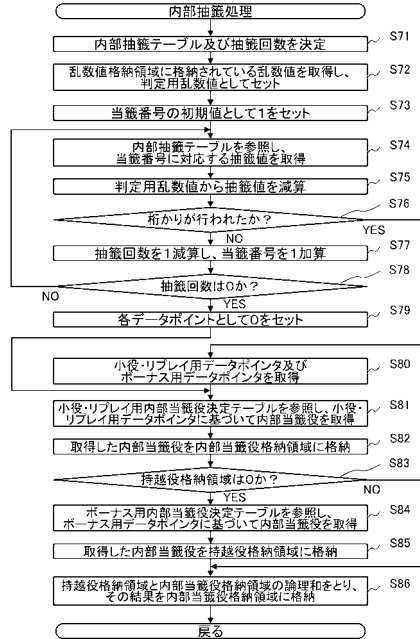 内部抽籤処理
S71
内部抽籤テーブル及び抽籤回数を決定
S72
乱数値格納領域に格納されている乱数値を取得し、
判定用乱数値としてセット
S73
当籤番号の初期値として1をセット
S74
内部抽籤テーブルを参照し、
当籤番号に対応する抽籤値を取得
S75
判定用乱数値から抽籤値を減算
S76
桁かりが行われたか?
YES
NO
S77
抽籤回数を1減算し、当籤番号を1加算
S78
抽籤回数は0か?
NO
YES
S79
各データポイントとして0をセット
S80
小役・リプレイ用データポインタ及び
ボーナス用データポインタを取得
S81
小役・リプレイ用内部当籤役決定テーブルを参照し、小役・
リプレイ用データポインタに基づいて内部当籤役を取得
S82
取得した内部当籤役を内部当籤役格納領域に格納
S83
持越役格納領域は0か?
NO
YES
S84
ボーナス用内部当籤役決定テーブルを参照し、
ボーナス用データポインタに基づいて内部当籤役を取得
S85
取得した内部当籤役を持越役格納領域に格納
S86
持越役格納領域と内部当籤役格納領域の論理和をとり、
その結果を内部当籤役格納領域に格納
戻る